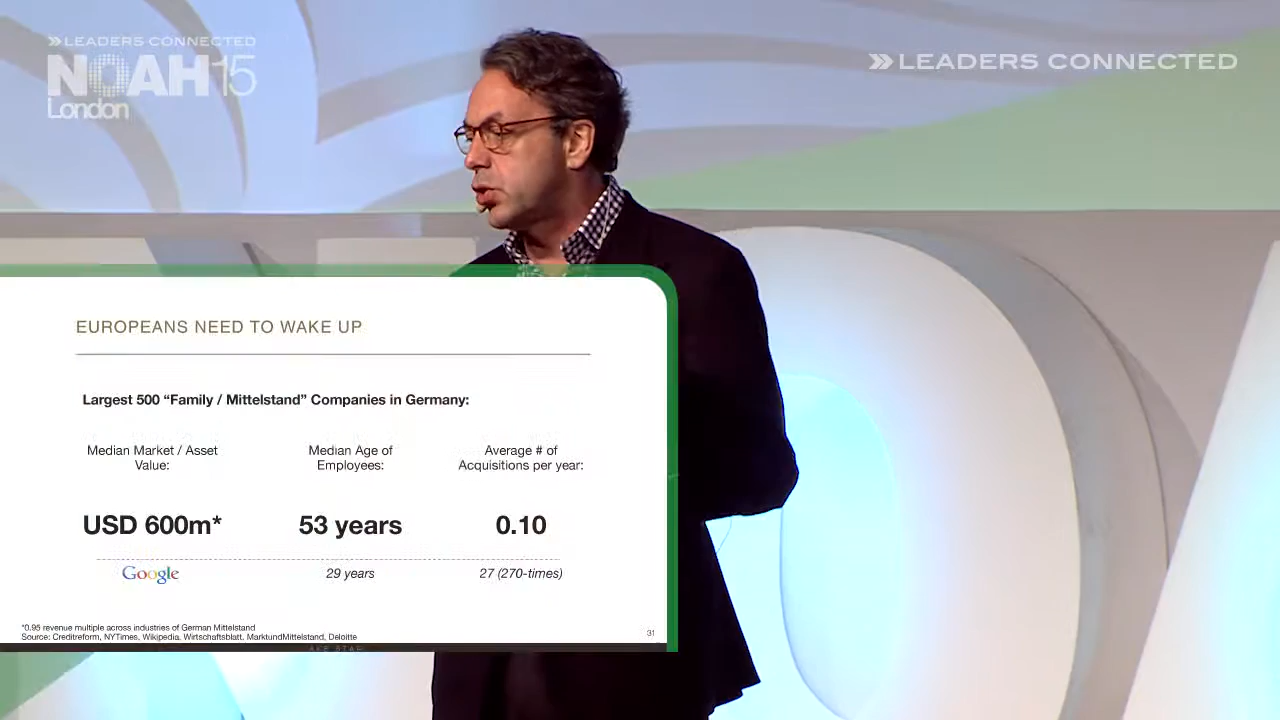 LEADERS CONNECTED
NOAH15
London
LEADERS CONNECTED
EUROPEANS NEED TO WAKE UP
Largest 500 “Family / Mittelstand” Companies in Germany:
Median Market / Asset
Value:
Median Age of
Employees:
Average # of
Acquisitions per year:
USD 600m*
53 years
0.10
Google
29 years
27 (270-times)
*0.95 revenue multiple across industries of German Mittelstand
Source: Creditreform, NYTimes, Wikipedia, Wirtschaftsblatt, MarktundMittelstand, Deloitte
31